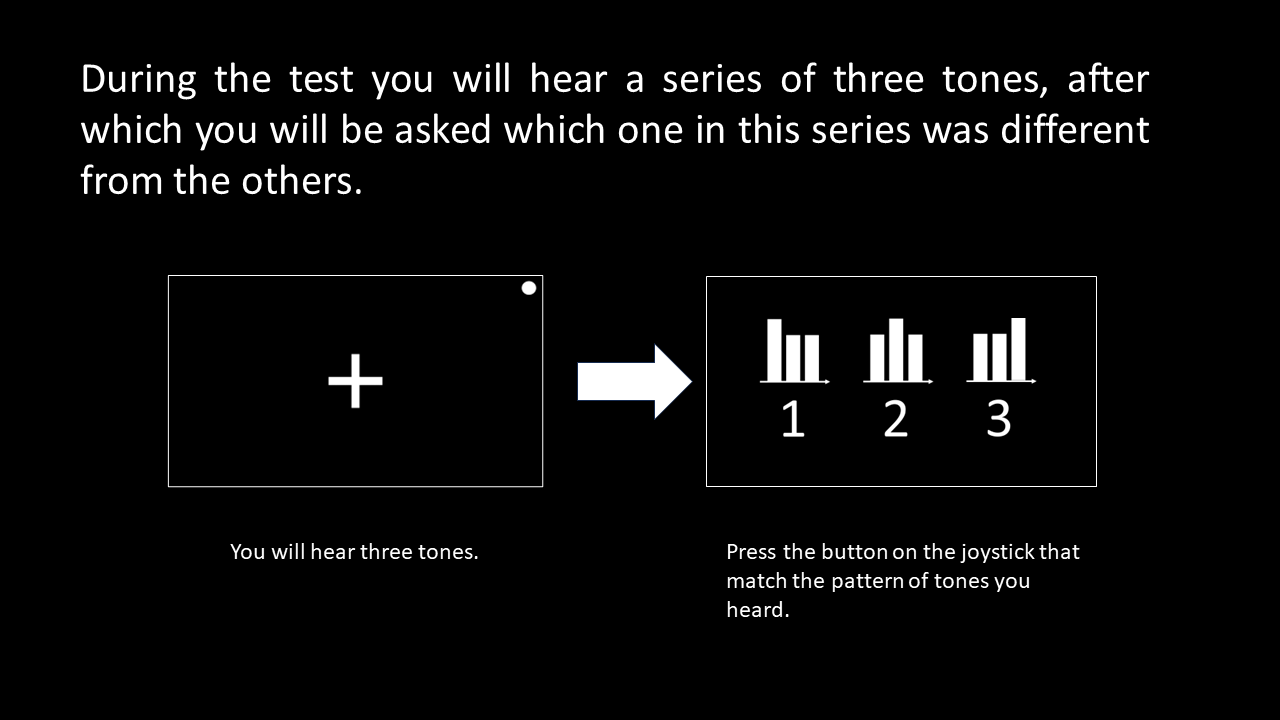 During the test you will hear a series of three tones, after
which you will be asked which one in this series was different
from the others.
1 2 3
You will hear three tones.
Press the button on the joystick that
match the pattern of tones you
heard.